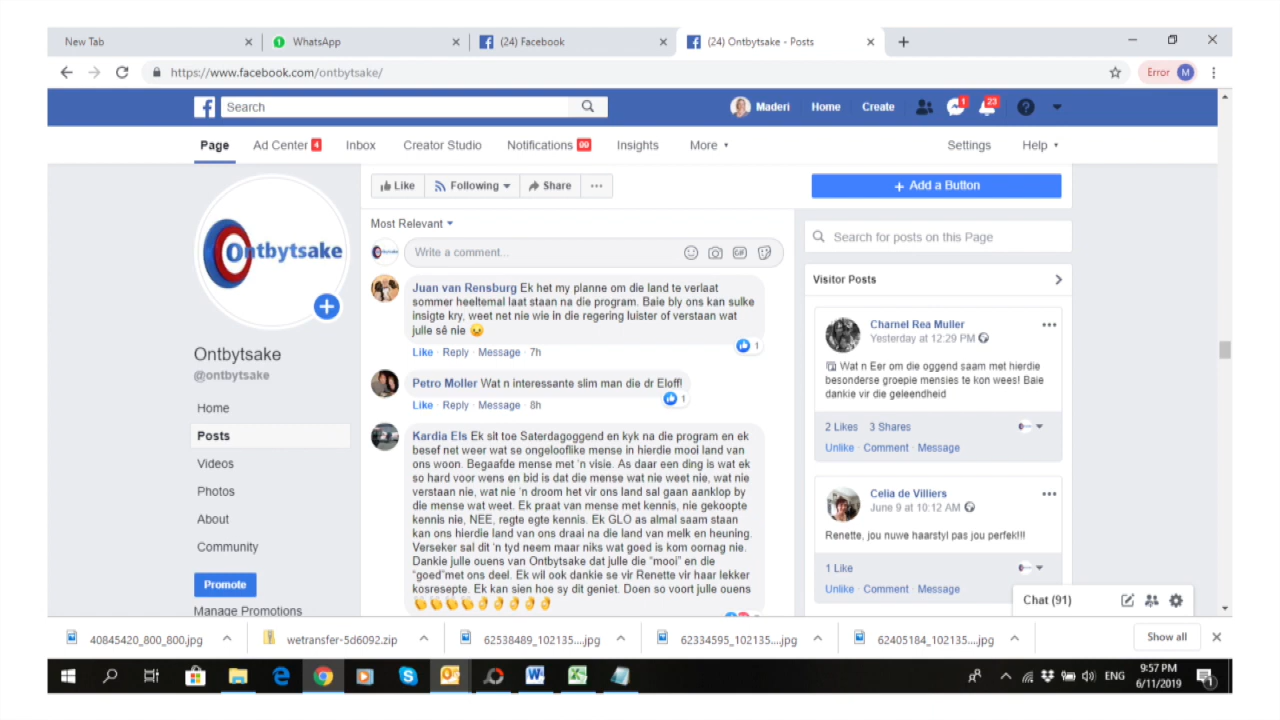 New Tab
WhatsApp
(24) Facebook
(24) Ontbytsake - Posts
https://www.facebook.com/ontbytsake/
Error
M
Search
Maderi
Home
Create
1
23
Page
Ad Center 4
Inbox
Creator Studio
Notifications
Insights
More
Settings
Help
Ontbytsake
Ontbytsake
@ontbytsake
Home
Posts
Videos
Photos
About
Community
Promote
Manage Promotions
Like
Following
Share
+ Add a Button
Most Relevant
Write a comment...
GIF
Juan van Rensburg Ek het my planne om die land te verlaat
sommer heeltemal laat staan na die program. Baie bly ons kan sulke
insigte kry, weet net nie wie in die regering luister of verstaan wat
julle sê nie
1
Like · Reply · Message · 7h
Petro Moller Wat n interessante slim man die dr Eloff!
1
Like · Reply · Message · 8h
Kardia Els Ek sit toe Saterdagoggend en kyk na die program en ek
besef net weer wat se ongelooflike mense in hierdie mooi land van
ons woon. Begaafde mense met 'n visie. As daar een ding is wat ek
so hard voor wens en bid is dat die mense wat nie weet nie, wat nie
verstaan nie, wat nie 'n droom het vir ons land sal gaan aanklop by
die mense wat weet. Ek praat van mense met kennis, nie gekoopte
kennis nie, NEE, regte egte kennis. Ek GLO as almal saam staan
kan ons hierdie land van ons draai na die land van melk en heuning.
Verseker sal dit 'n tyd neem maar niks wat goed is kom oornag nie.
Dankie julle ouens van Ontbytsake dat julle die “mooi” en die
“goed”met ons deel. Ek wil ook dankie se vir Renette vir haar lekker
kosresepte. Ek kan sien hoe sy dit geniet. Doen so voort julle ouens
Search for posts on this Page
Visitor Posts
Charnel Rea Muller
Yesterday at 12:29 PM
Wat n Eer om die oggend saam met hierdie
besonderse groepie mensies te kon wees! Baie
dankie vir die geleendheid
2 Likes 3 Shares
Unlike · Comment · Message
Celia de Villiers
June 9 at 10:12 AM
Renette, jou nuwe haarstyl pas jou perfek!!!
1 Like
Unlike · Comment · Message
Chat (91)
40845420_800_800.jpg
wetransfer-5d6092.zip
62538489_102135....jpg
62334595_102135....jpg
62405184_102135....jpg
Show all
ENG
9:57 PM
6/11/2019
1